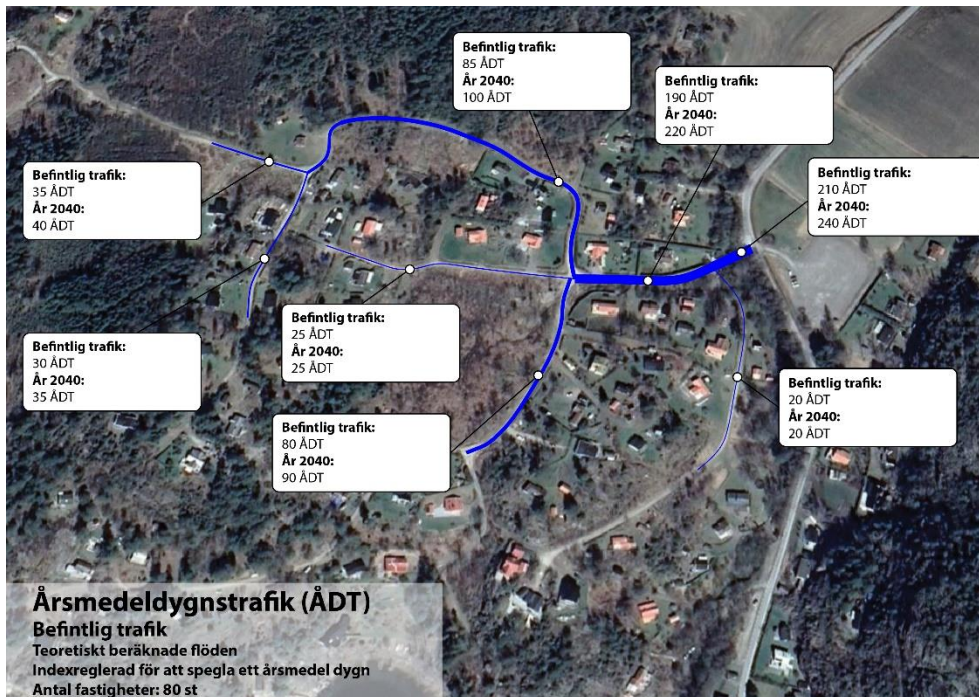 Befintlig trafik:
85 ÅDT
År 2040:
100 ÅDT
Befintlig trafik:
190 ÅDT
År 2040:
220 ÅDT
Befintlig trafik:
210 ÅDT
År 2040:
240 ÅDT
Befintlig trafik:
35 ÅDT
År 2040:
40 ÅDT
Befintlig trafik:
30 ÅDT
År 2040:
35 ÅDT
Befintlig trafik:
25 ÅDT
År 2040:
25 ÅDT
Befintlig trafik:
80 ÅDT
År 2040:
90 ÅDT
Befintlig trafik:
20 ÅDT
År 2040:
20 ÅDT
Årsmedeldygnstrafik (ÅDT)
Befintlig trafik
Teoretiskt beräknade flöden
Indexreglerad för att spegla ett årsmedel dygn
Antal fastigheter: 80 st